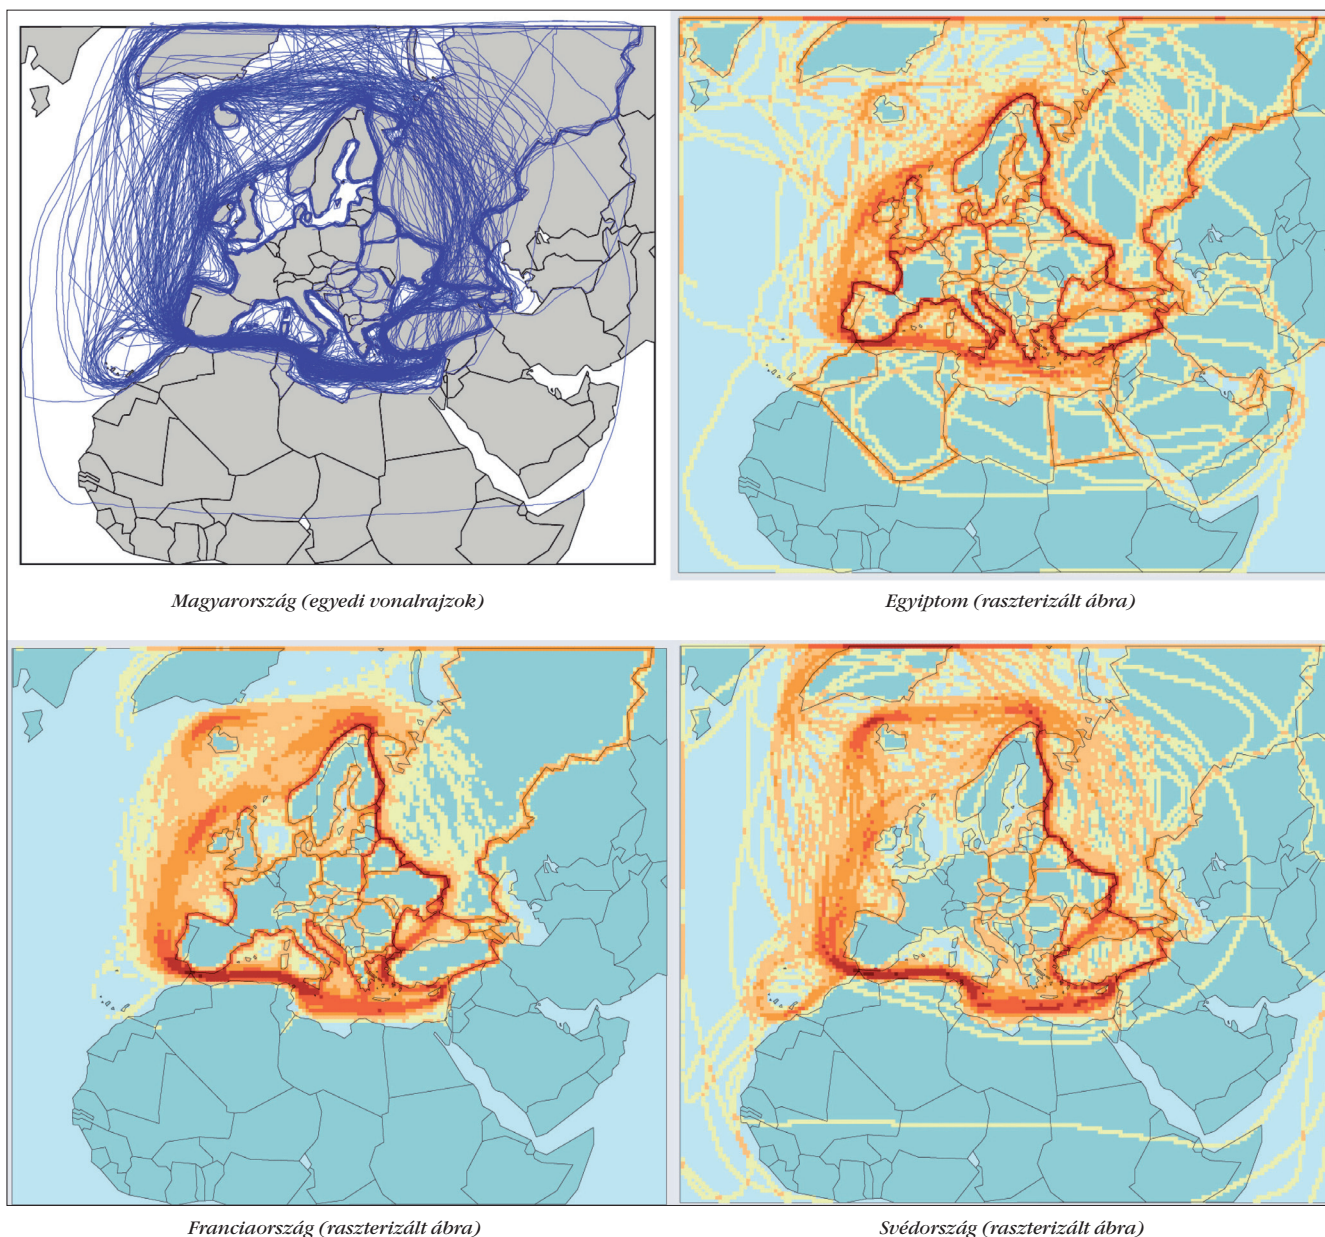 Magyarország (egyedi vonalrajzok)
Egyiptom (raszterizált ábra)
Franciaország (raszterizált ábra)
Svédország (raszterizált ábra)